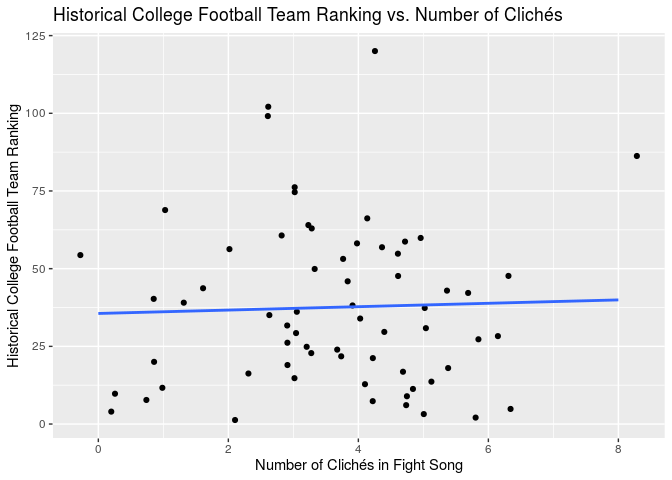 Historical College Football Team Ranking vs. Number of Clichés
Historical College Football Team Ranking
125
100
75
50
25
0
0 2 4 6 8
Number of Clichés in Fight Song